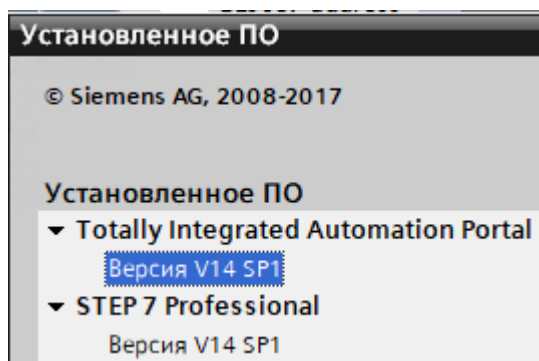 Установленное ПО
© Siemens AG, 2008-2017
Установленное ПО
Totally Integrated Automation Portal
Версия V14 SP1
STEP 7 Professional
Версия V14 SP1